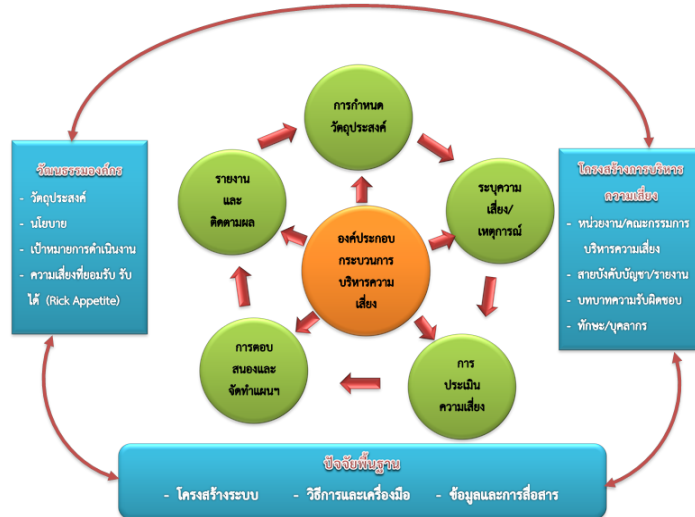 การกำหนด
วัตถุประสงค์
ระบุความ
เสี่ยง/
เหตุการณ์
การ
ประเมิน
ความเสี่ยง
การตอบ
สนองและ
จัดทำแผนฯ
รายงาน
และ
ติดตามผล
องค์ประกอบ
กระบวนการ
บริหารความ
เสี่ยง
วัฒนธรรมองค์กร
- วัตถุประสงค์
- นโยบาย
- เป้าหมายการดำเนินงาน
- ความเสี่ยงที่ยอมรับ รับ
ได้ (Rick Appetite)
โครงสร้างการบริหาร
ความเสี่ยง
- หน่วยงาน/คณะกรรมการ
บริหารความเสี่ยง
- สายบังคับบัญชา/รายงาน
- บทบาทความรับผิดชอบ
- ทักษะ/บุคลากร
ปัจจัยพื้นฐาน
- โครงสร้างระบบ - วิธีการและเครื่องมือ - ข้อมูลและการสื่อสาร